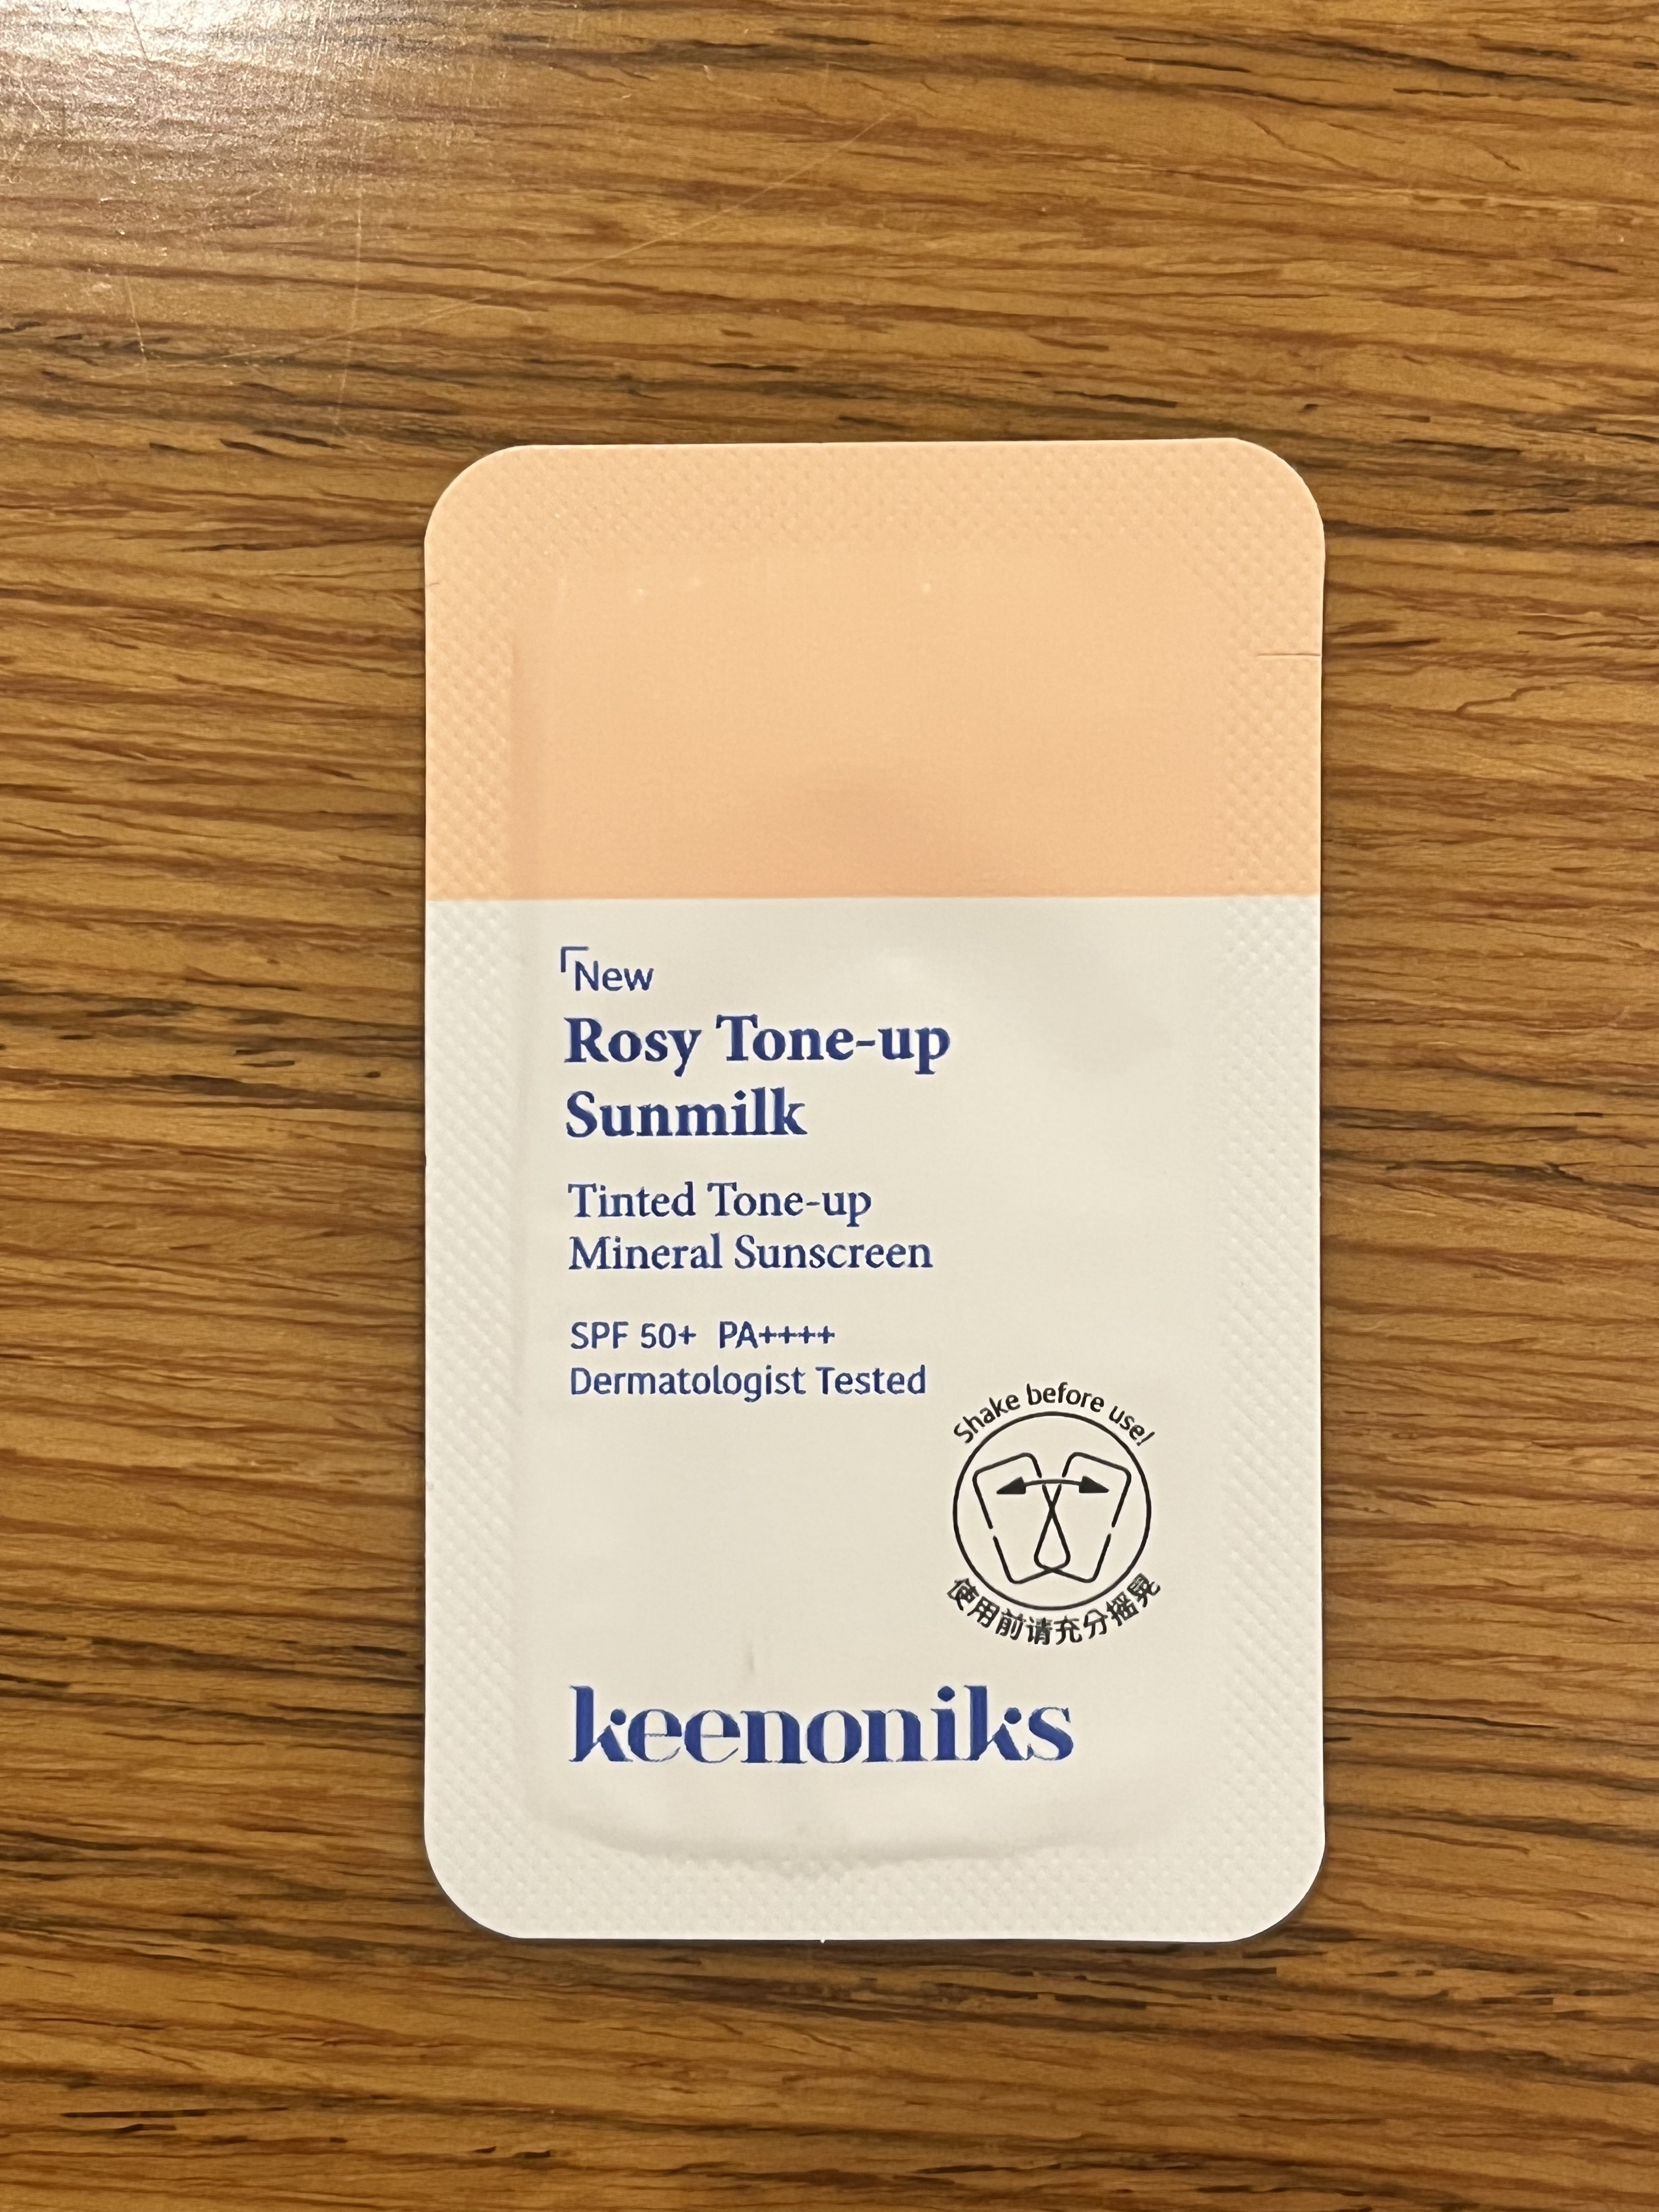 New
Rosy Tone-up
Sunmilk
Tinted Tone-up
Mineral Sunscreen
SPF 50+ PA++++
Dermatologist Tested
Shake before use!
使用前请充分摇晃
keenoniks